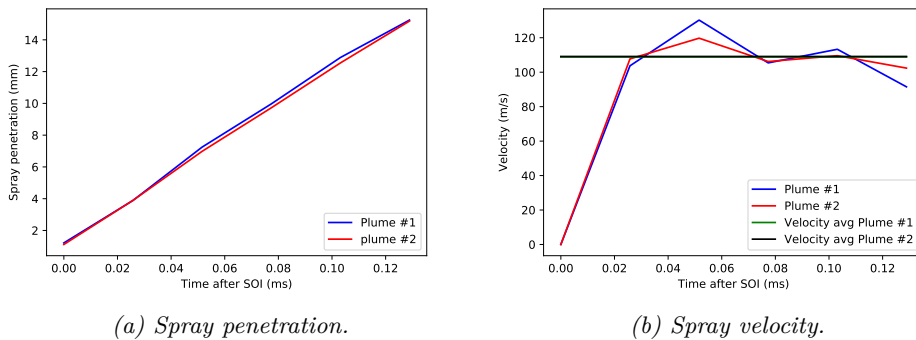 14
12
10
8
6
4
2
Spray penetration (mm)
0.00 0.02 0.04 0.06 0.08 0.10 0.12
Time after SOI (ms)
Plume #1
plume #2
(a) Spray penetration.
120
100
80
60
40
20
0
Velocity (m/s)
0.00 0.02 0.04 0.06 0.08 0.10 0.12
Time after SOI (ms)
Plume #1
Plume #2
Velocity avg Plume #1
Velocity avg Plume #2
(b) Spray velocity.